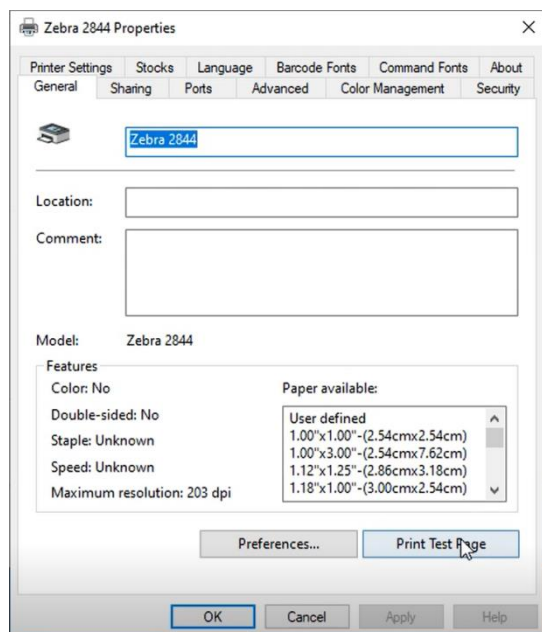 Zebra 2844 Properties
Printer Settings Stocks Language Barcode Fonts Command Fonts About
General Sharing Ports Advanced Color Management Security
Zebra 2844
Location:
Comment:
Model: Zebra 2844
Features
Color: No
Double-sided: No
Staple: Unknown
Speed: Unknown
Maximum resolution: 203 dpi
Paper available:
User defined
1.00"x1.00"-(2.54cmx2.54cm)
1.00"x3.00"-(2.54cmx7.62cm)
1.12"x1.25"-(2.86cmx3.18cm)
1.18"x1.00"-(3.00cmx2.54cm)
Preferences... Print Test Page
OK Cancel Apply Help